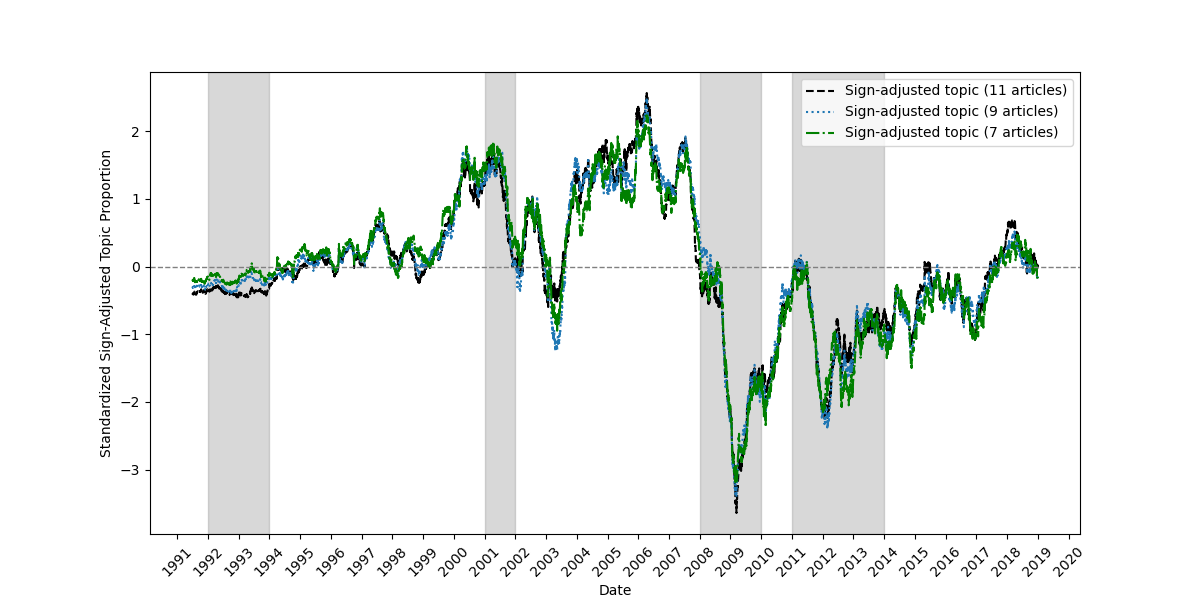 Sign-adjusted topic (11 articles)
Sign-adjusted topic (9 articles)
Sign-adjusted topic (7 articles)
Standardized Sign-Adjusted Topic Proportion
2
1
0
−1
−2
−3
1991 1992 1993 1994 1995 1996 1997 1998 1999 2000 2001 2002 2003 2004 2005 2006 2007 2008 2009 2010 2011 2012 2013 2014 2015 2016 2017 2018 2019 2020
Date